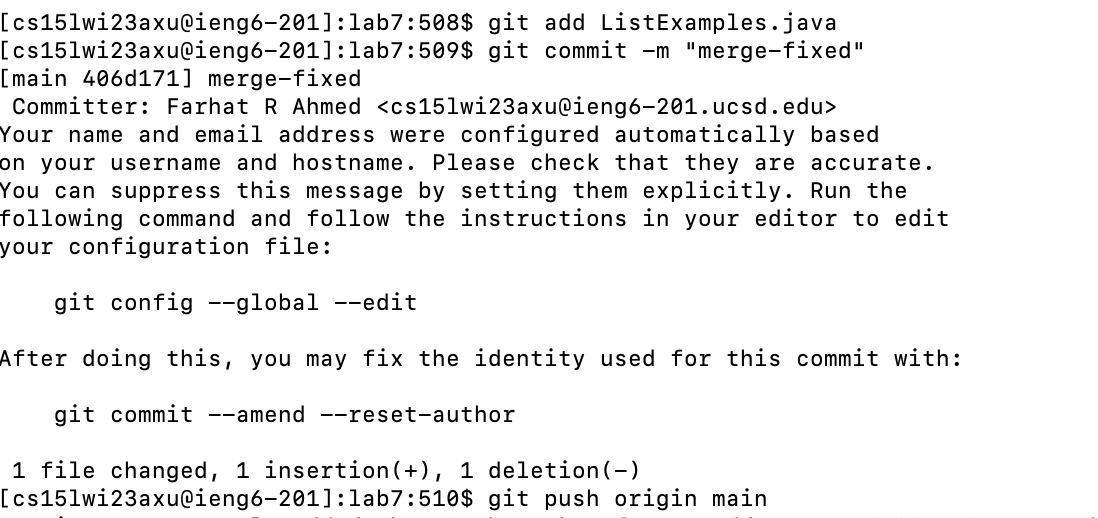 [cs15lwi23axu@ieng6-201]:lab7:508$ git add ListExamples.java
[cs15lwi23axu@ieng6-201]:lab7:509$ git commit -m "merge-fixed"
[main 406d171] merge-fixed
 Committer: Farhat R Ahmed <cs15lwi23axu@ieng6-201.ucsd.edu>
Your name and email address were configured automatically based
on your username and hostname. Please check that they are accurate.
You can suppress this message by setting them explicitly. Run the
following command and follow the instructions in your editor to edit
your configuration file:

    git config --global --edit

After doing this, you may fix the identity used for this commit with:

    git commit --amend --reset-author

 1 file changed, 1 insertion(+), 1 deletion(-)
[cs15lwi23axu@ieng6-201]:lab7:510$ git push origin main